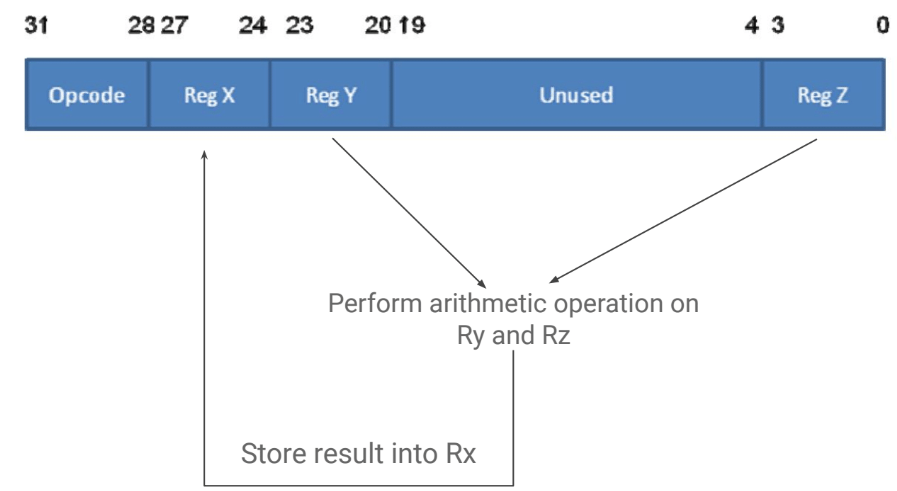 31 28 27 24 23 20 19 4 3 0
Opcode Reg X Reg Y Unused Reg Z
Perform arithmetic operation on
Ry and Rz
Store result into Rx